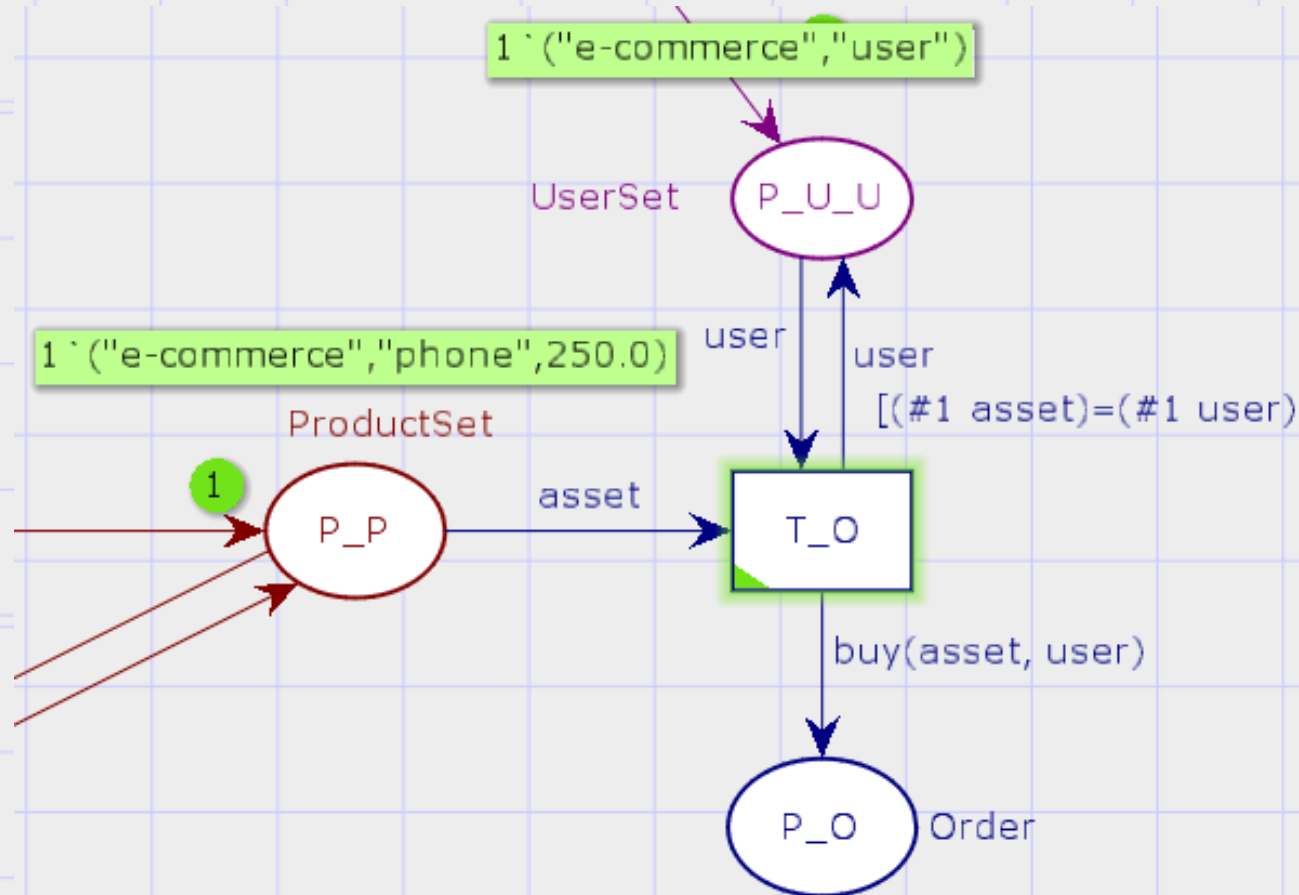 1`("e-commerce","user")
UserSet
P_U_U
user
user
1`("e-commerce","phone",250.0)
[(#1 asset)=(#1 user)
ProductSet
1
asset
P_P
T_O
buy(asset, user)
P_O
Order